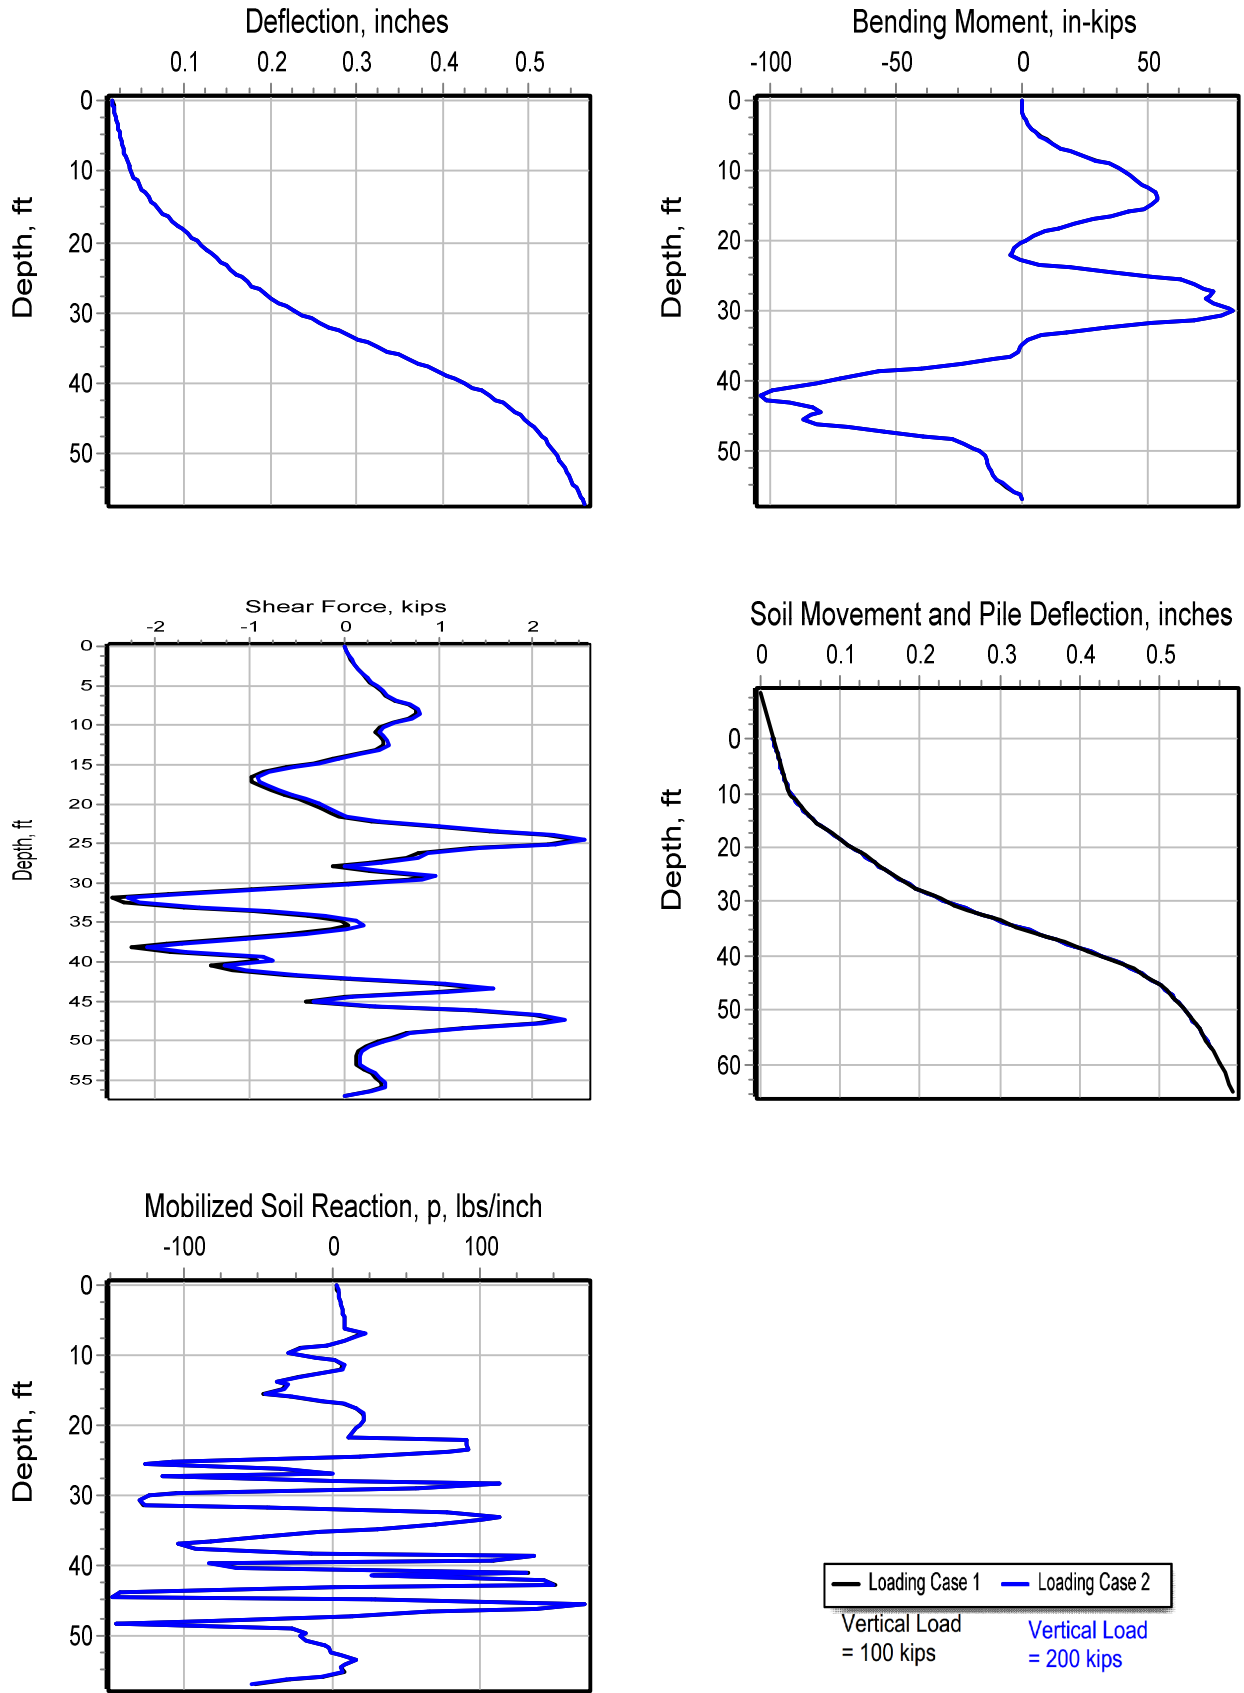 Deflection, inches
0.1 0.2 0.3 0.4 0.5
0
10
20
30
40
50
Depth, ft
Bending Moment, in-kips
-100 -50 0 50
0
10
20
30
40
50
Depth, ft
Shear Force, kips
-2 -1 0 1 2
0
5
10
15
20
25
30
35
40
45
50
55
Depth, ft
Soil Movement and Pile Deflection, inches
0 0.1 0.2 0.3 0.4 0.5
0
10
20
30
40
50
60
Depth, ft
Mobilized Soil Reaction, p, lbs/inch
-100 0 100
0
10
20
30
40
50
Depth, ft
Loading Case 1 Loading Case 2
Vertical Load
= 100 kips
Vertical Load
= 200 kips